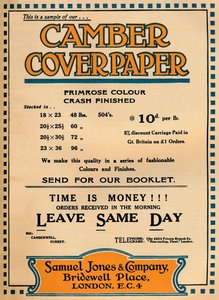 This is a sample of our . . .
CAMBER
COVERPAPER
PRIMROSE COLOUR
CRASH FINISHED
Stocked in . .
18 × 23 48 lbs. 504's.
20½ × 25½ 60 "
20½ × 30½ 72 "
23 × 36 96 "
@ 10d per lb.
5% discount Carriage Paid in
Gt. Britain on £1 Orders.
We make this quality in a series of fashionable
Colours and Finishes.
SEND FOR OUR BOOKLET.
TIME IS MONEY!!!
ORDERS RECEIVED IN THE MORNING
LEAVE SAME DAY
CAMBERWELL,
SURREY.
TELEPHONE:
TELEGRAMS:
Samuel Jones & Company,
Bridewell Place,
LONDON, E.C. 4